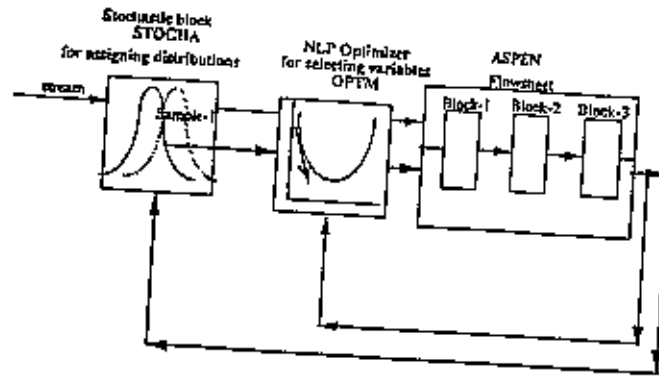 Stochastic block
STOCHA
for assigning distributions
stream
Sample-1
NLP Optimizer
for selecting variables
OPTM
ASPEN
Flowsheet
Block-1
Block-2
Block-3